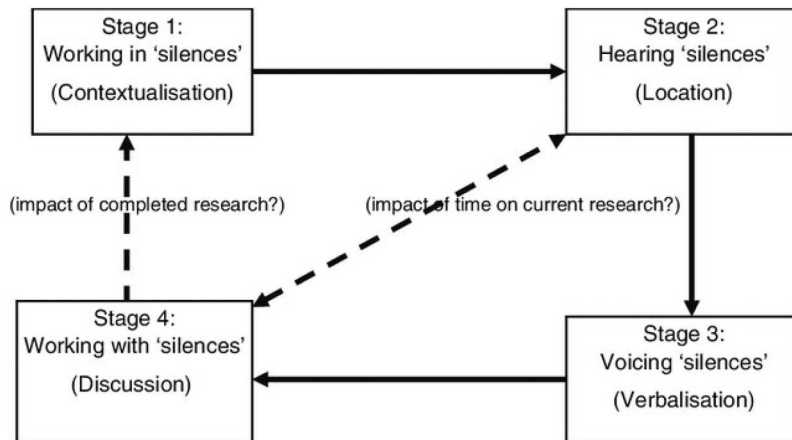 Stage 1:
Working in ‘silences’
(Contextualisation)
Stage 2:
Hearing ‘silences’
(Location)
(impact of completed research?)
(impact of time on current research?)
Stage 4:
Working with ‘silences’
(Discussion)
Stage 3:
Voicing ‘silences’
(Verbalisation)